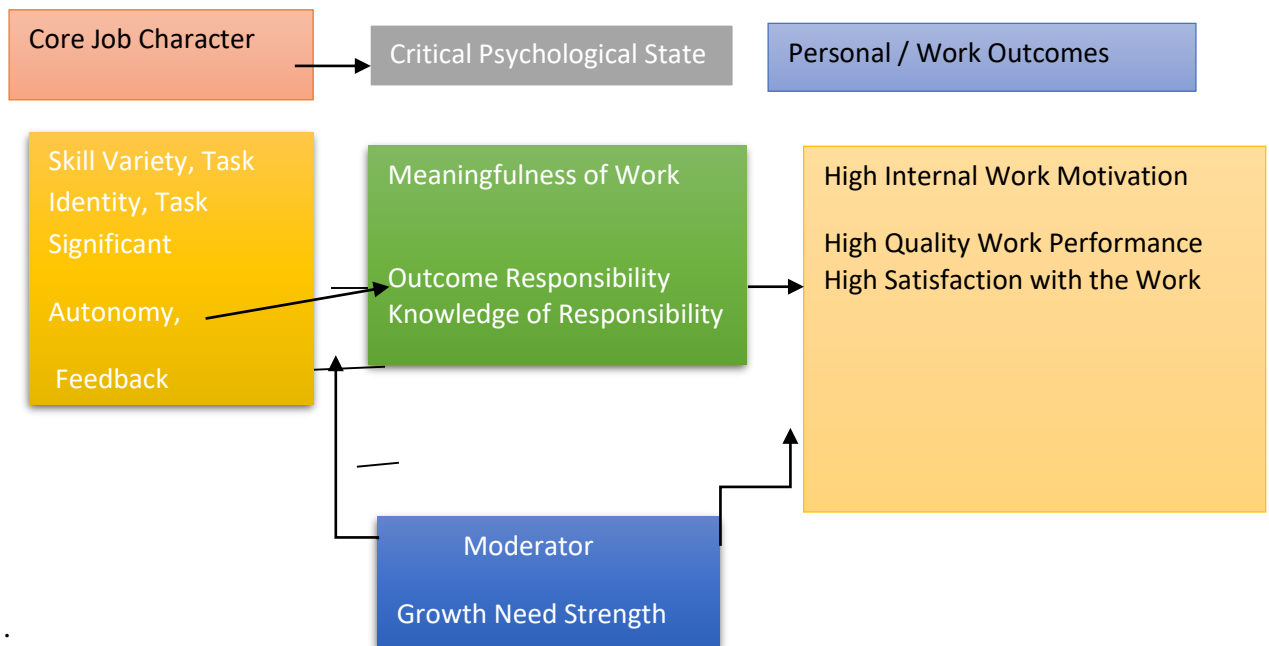 Core Job Character
Critical Psychological State
Personal / Work Outcomes
Skill Variety, Task
Identity, Task
Significant
Autonomy,
Feedback
Meaningfulness of Work
Outcome Responsibility
Knowledge of Responsibility
High Internal Work Motivation
High Quality Work Performance
High Satisfaction with the Work
Moderator
Growth Need Strength
.